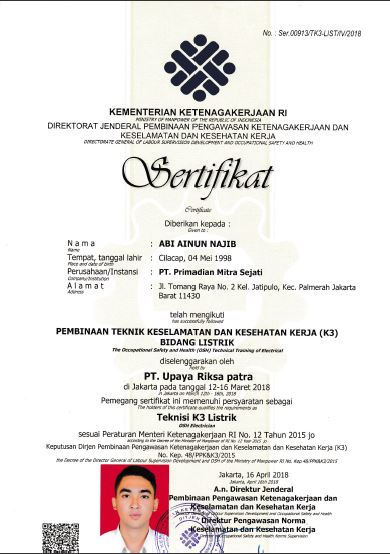 No. : Ser.00913/TK3-LIST/IV/2018
KEMENTERIAN KETENAGAKERJAAN RI
MINISTRY OF MANPOWER OF THE REPUBLIC OF INDONESIA
DIREKTORAT JENDERAL PEMBINAAN PENGAWASAN KETENAGAKERJAAN DAN
KESELAMATAN DAN KESEHATAN KERJA
DIRECTORATE GENERAL OF LABOUR SUPERVISION DEVELOPMENT AND OCCUPATIONAL SAFETY AND HEALTH
Sertifikat
Certificate
Diberikan kepada :
Given to :
Nama : ABI AINUN NAJIB
Name
Tempat, tanggal lahir : Cilacap, 04 Mei 1998
Place and date of birth
Perusahaan/Instansi : PT. Primadian Mitra Sejati
Company/Institution
Alamat : Jl. Tomang Raya No. 2 Kel. Jatipulo, Kec. Palmerah Jakarta
Address
Barat 11430
telah mengikuti
has successfully followed
PEMBINAAN TEKNIK KESELAMATAN DAN KESEHATAN KERJA (K3)
BIDANG LISTRIK
The Occupational Safety and Health (OSH) Technical Training of Electrical
diselenggarakan oleh
held by
PT. Upaya Riksa patra
di Jakarta pada tanggal 12-16 Maret 2018
in Jakarta on March 12th - 16th, 2018
Pemegang sertifikat ini memenuhi persyaratan sebagai
The holders of this certificate qualifies the requirements as
Teknisi K3 Listrik
OSH Electrician
sesuai Peraturan Menteri Ketenagakerjaan RI No. 12 Tahun 2015 jo
according to the Decree of the Minister of Manpower RI No. 12 Year 2015 jo
Keputusan Dirjen Pembinaan Pengawasan Ketenagakerjaan dan Keselamatan dan Kesehatan Kerja (K3)
No. Kep. 48/PPK&K3/2015
the Decree of the Director General of Labour Supervision Development and OSH of the Ministry of Manpower RI No. Kep.48/PPK&K3/2015
Jakarta, 16 April 2018
Jakarta, April 16th 2018
A.n. Direktur Jenderal
Pembinaan Pengawasan Ketenagakerjaan dan
Keselamatan dan Kesehatan Kerja
Director General of Labour Supervision Development and Occupational Safety and Health
Direktur Pengawasan Norma
Keselamatan dan Kesehatan Kerja
Director of Occupational Safety and Health Norms Supervision